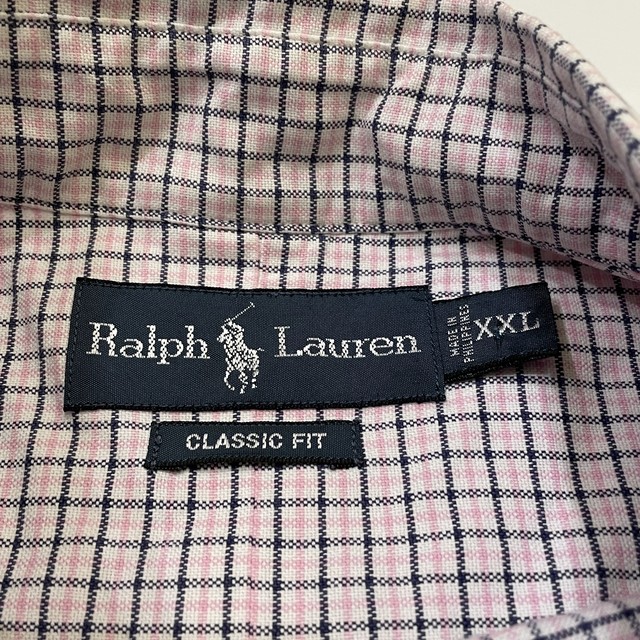 Ralph Lauren
MADE IN
PHILIPPINES
XXL
CLASSIC FIT